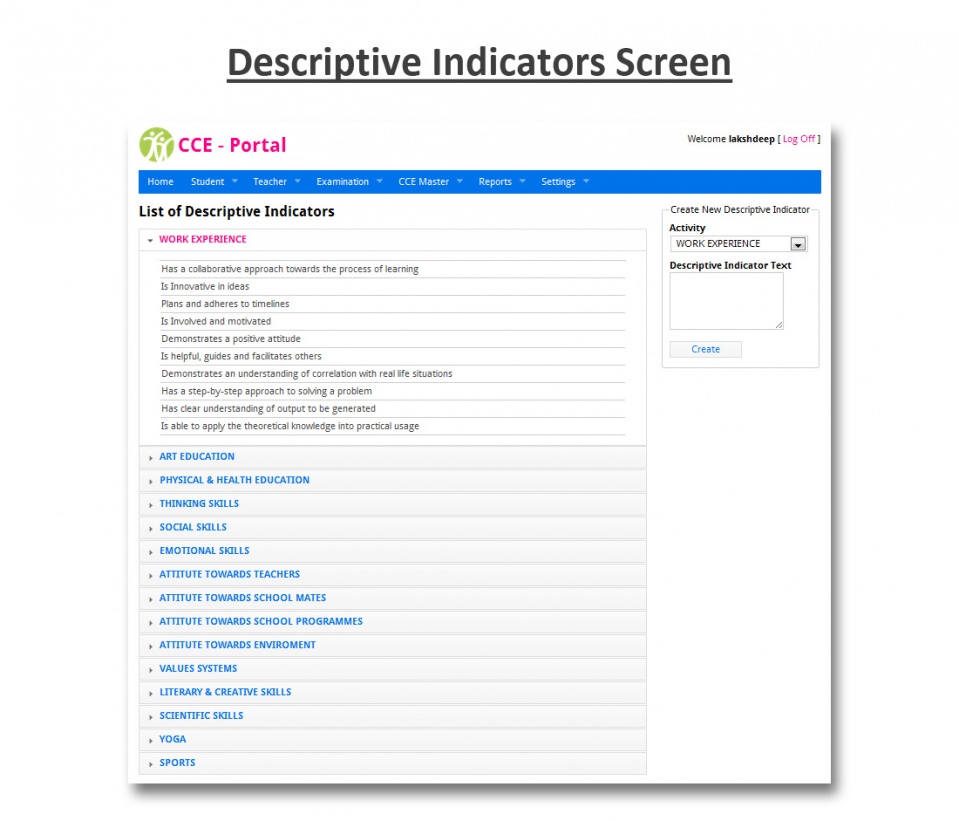 Descriptive Indicators Screen
CCE - Portal
Welcome lakshdeep [ Log Off ]
Home Student Teacher Examination CCE Master Reports Settings
List of Descriptive Indicators
WORK EXPERIENCE
Has a collaborative approach towards the process of learning
Is Innovative in ideas
Plans and adheres to timelines
Is Involved and motivated
Demonstrates a positive attitude
Is helpful, guides and facilitates others
Demonstrates an understanding of correlation with real life situations
Has a step-by-step approach to solving a problem
Has clear understanding of output to be generated
Is able to apply the theoretical knowledge into practical usage
ART EDUCATION
PHYSICAL & HEALTH EDUCATION
THINKING SKILLS
SOCIAL SKILLS
EMOTIONAL SKILLS
ATTITUTE TOWARDS TEACHERS
ATTITUTE TOWARDS SCHOOL MATES
ATTITUTE TOWARDS SCHOOL PROGRAMMES
ATTITUTE TOWARDS ENVIROMENT
VALUES SYSTEMS
LITERARY & CREATIVE SKILLS
SCIENTIFIC SKILLS
YOGA
SPORTS
Create New Descriptive Indicator
Activity
WORK EXPERIENCE
Descriptive Indicator Text
Create